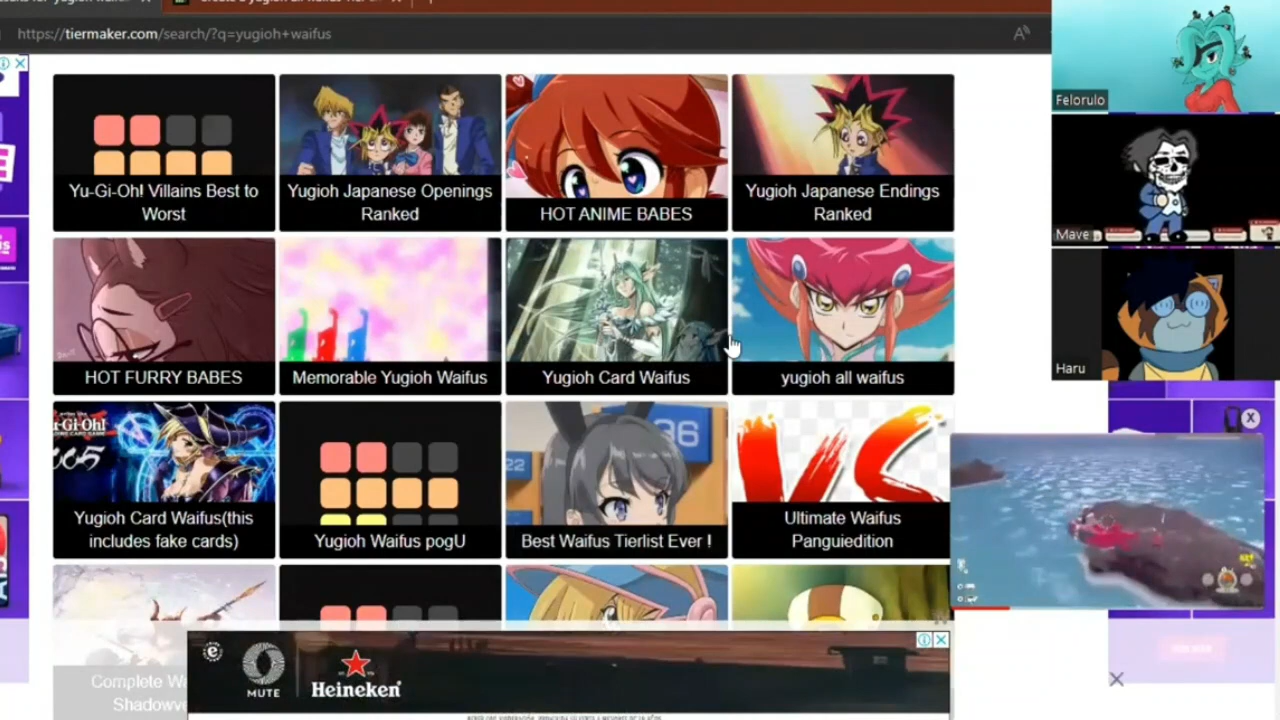 https://tiermaker.com/search/?q=yugioh+waifus
Yu-Gi-Oh! Villains Best to
Worst
Yugioh Japanese Openings
Ranked
HOT ANIME BABES
Yugioh Japanese Endings
Ranked
HOT FURRY BABES
Memorable Yugioh Waifus
Yugioh Card Waifus
yugioh all waifus
Yugioh Card Waifus(this
includes fake cards)
Yugioh Waifus pogU
22
36
Best Waifus Tierlist Ever !
VS
Ultimate Waifus
Panguiedition
MUTE
Heineken
Felorulo
Mave
Haru